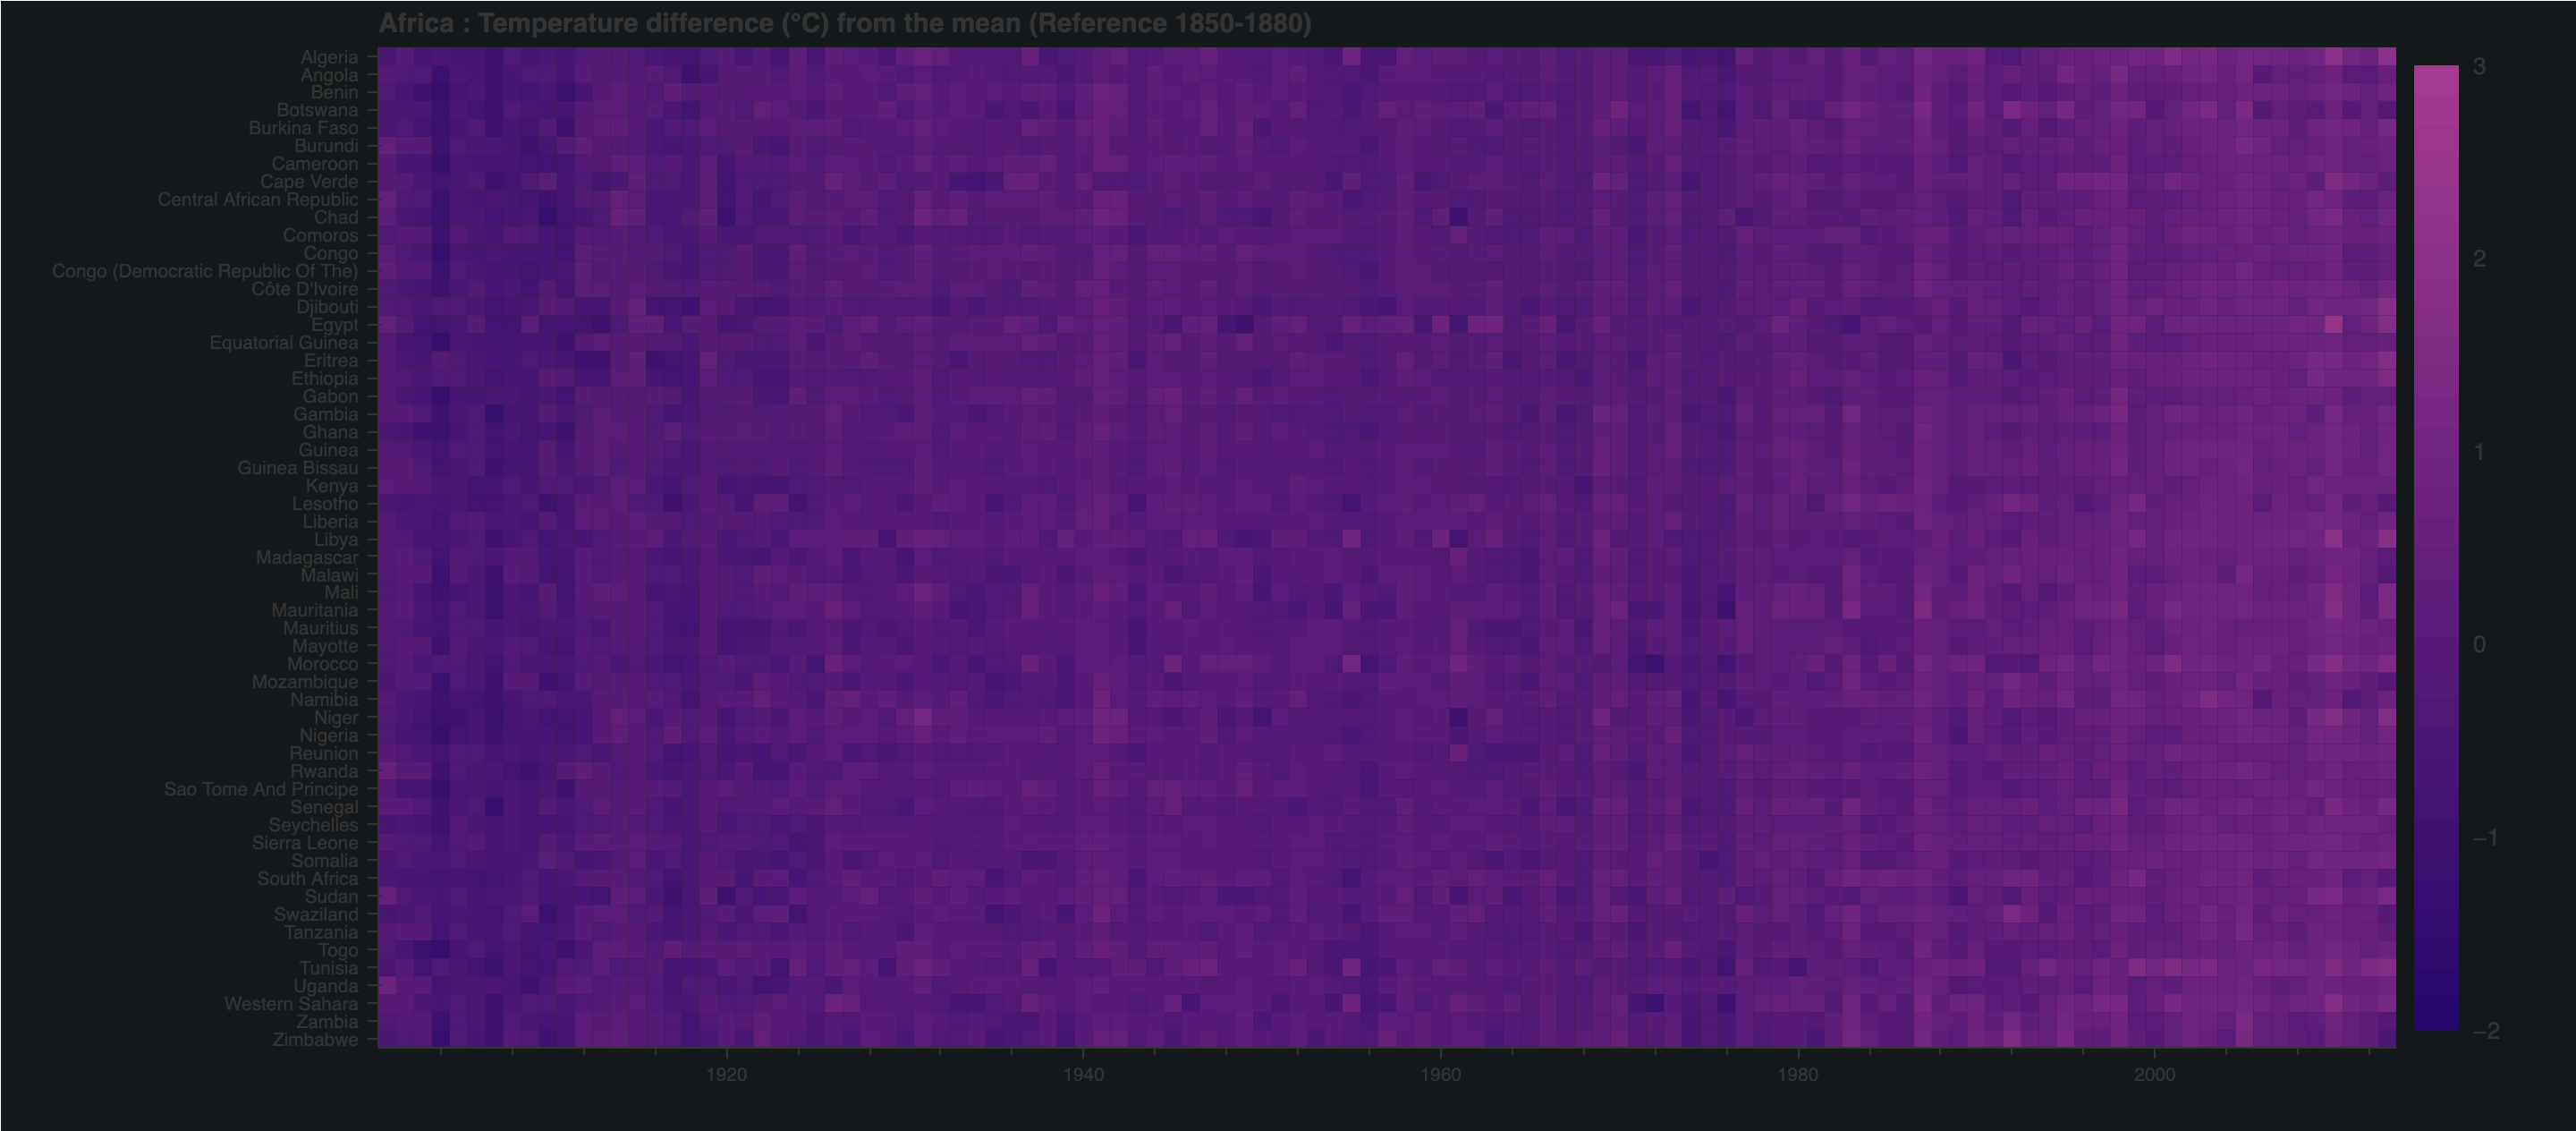 Africa : Temperature difference (°C) from the mean (Reference 1850-1880)
Algeria
Angola
Benin
Botswana
Burkina Faso
Burundi
Cameroon
Cape Verde
Central African Republic
Chad
Comoros
Congo
Congo (Democratic Republic Of The)
Côte D'Ivoire
Djibouti
Egypt
Equatorial Guinea
Eritrea
Ethiopia
Gabon
Gambia
Ghana
Guinea
Guinea Bissau
Kenya
Lesotho
Liberia
Libya
Madagascar
Malawi
Mali
Mauritania
Mauritius
Mayotte
Morocco
Mozambique
Namibia
Niger
Nigeria
Reunion
Rwanda
Sao Tome And Principe
Senegal
Seychelles
Sierra Leone
Somalia
South Africa
Sudan
Swaziland
Tanzania
Togo
Tunisia
Uganda
Western Sahara
Zambia
Zimbabwe
1920 1940 1960 1980 2000
3
2
1
0
−1
−2